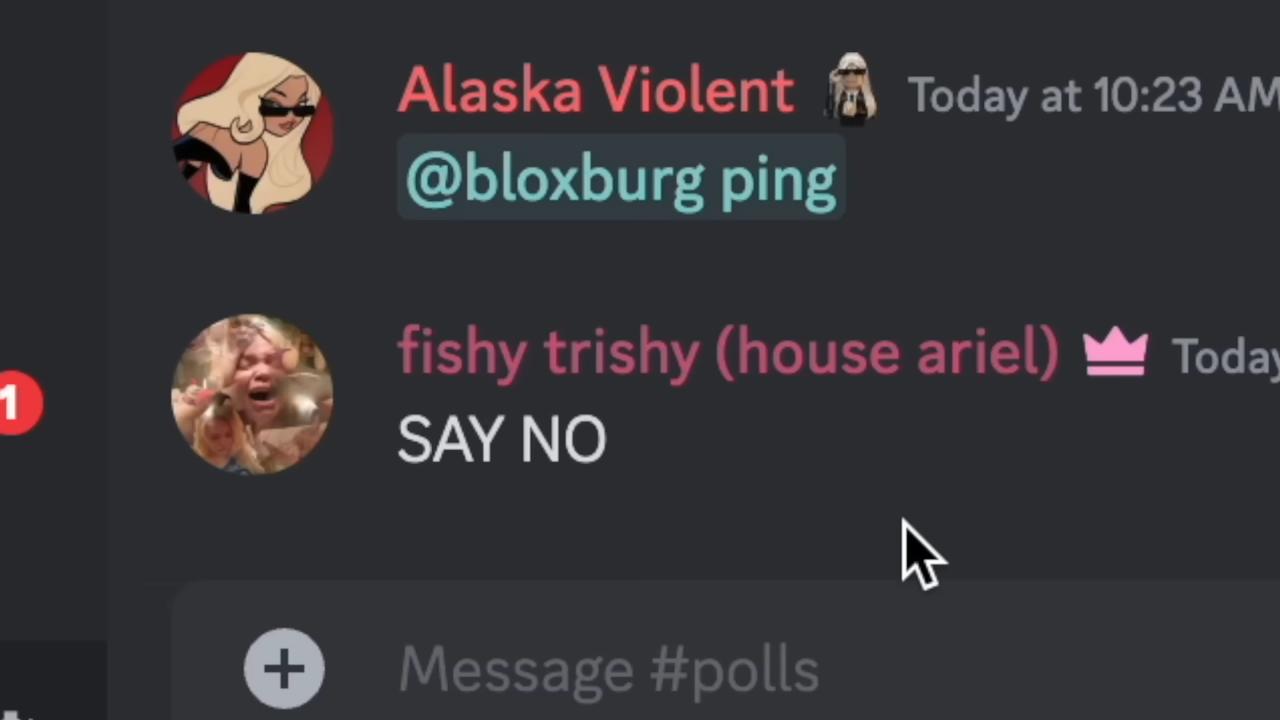 Alaska Violent Today at 10:23 AM
@bloxburg ping
fishy trishy (house ariel) Today
1
SAY NO
Message #polls